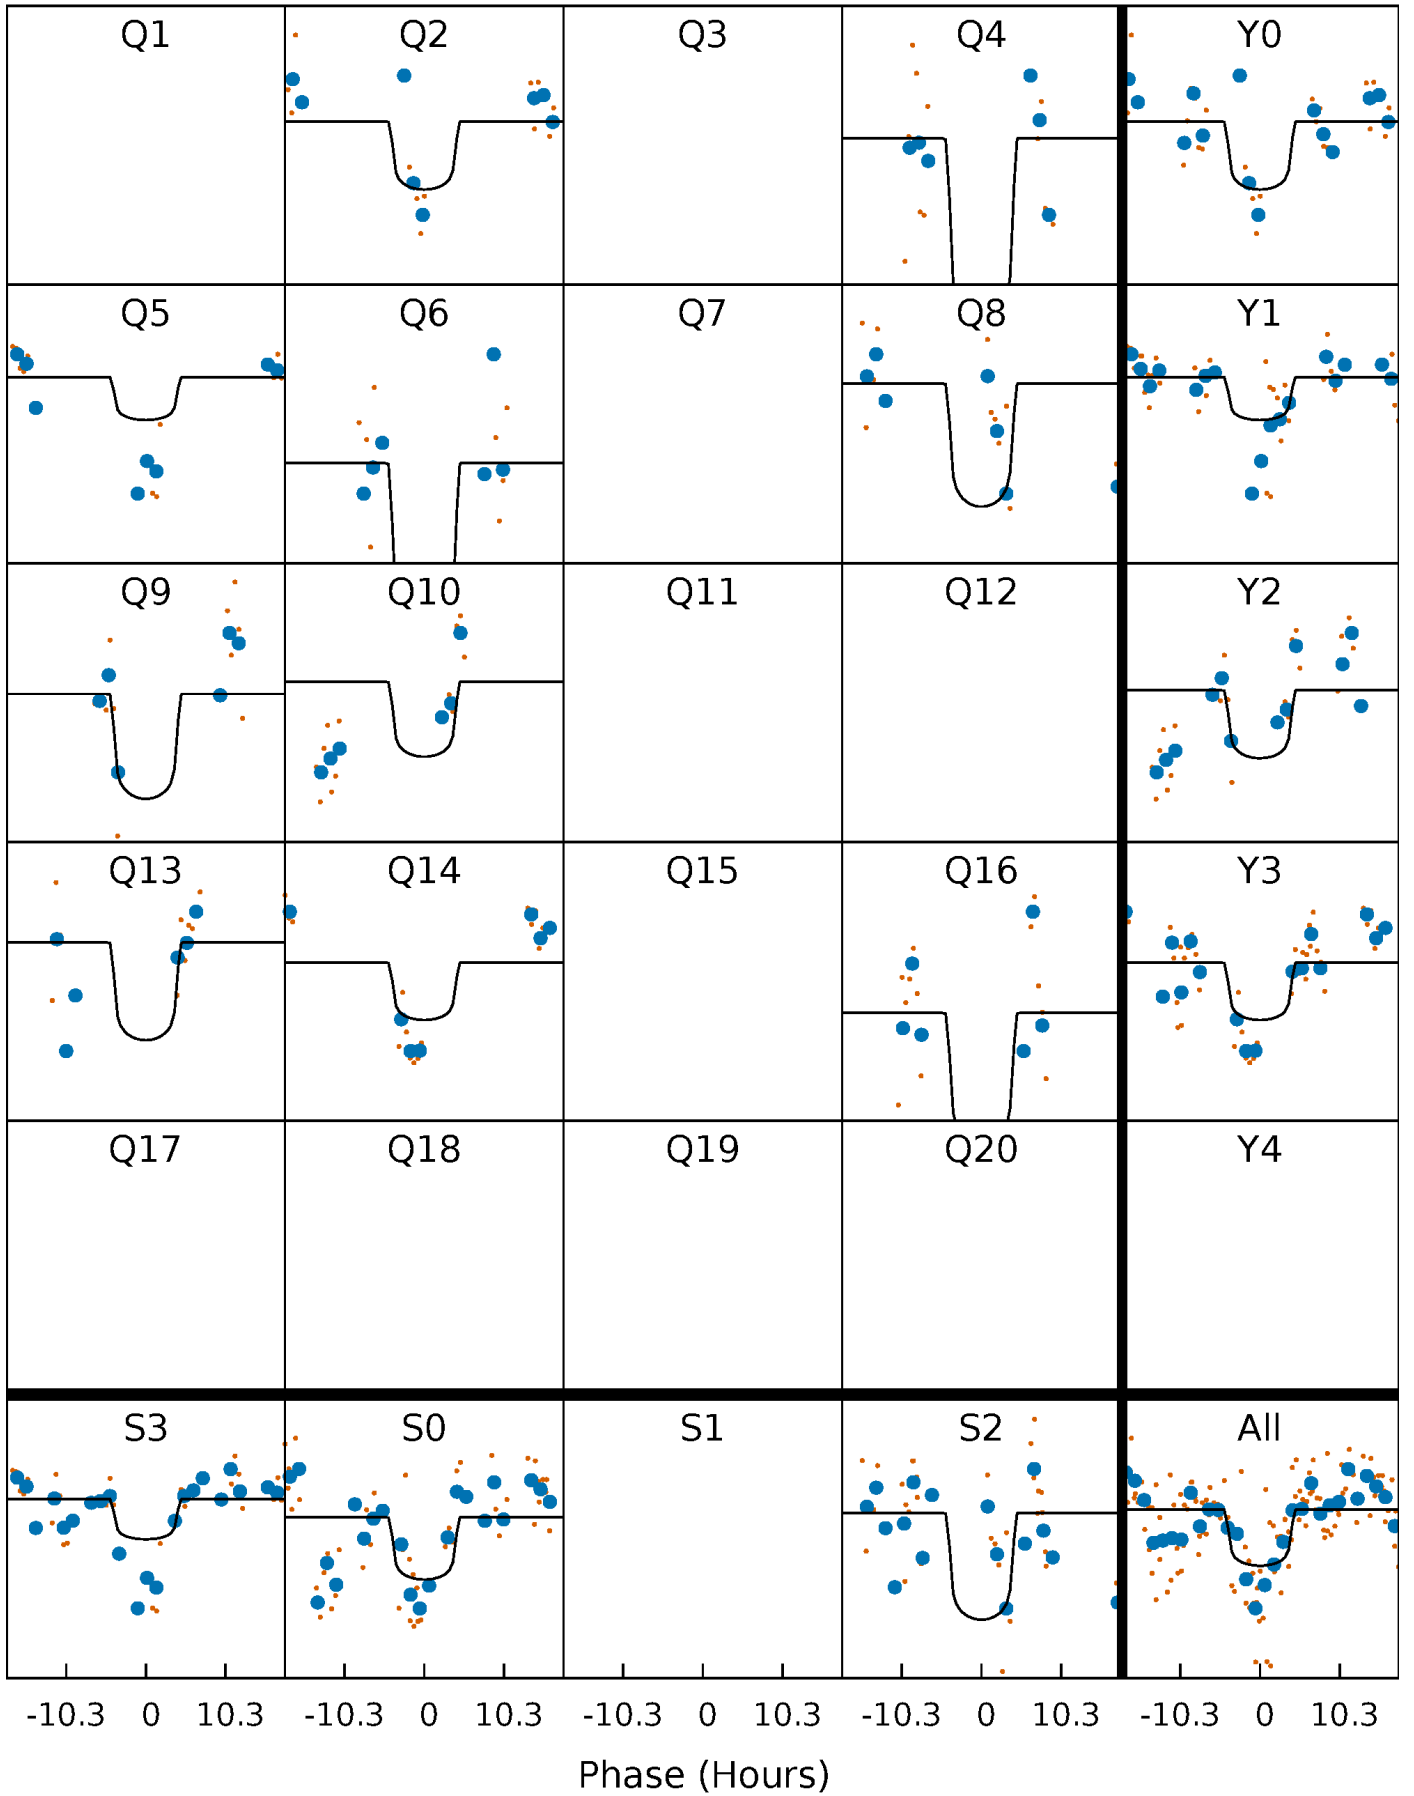 Q1 Q2 Q3 Q4 Y0
Q5 Q6 Q7 Q8 Y1
Q9 Q10 Q11 Q12 Y2
Q13 Q14 Q15 Q16 Y3
Q17 Q18 Q19 Q20 Y4
S3 S0 S1 S2 All
-10.3 0 10.3 -10.3 0 10.3 -10.3 0 10.3 -10.3 0 10.3 -10.3 0 10.3
Phase (Hours)